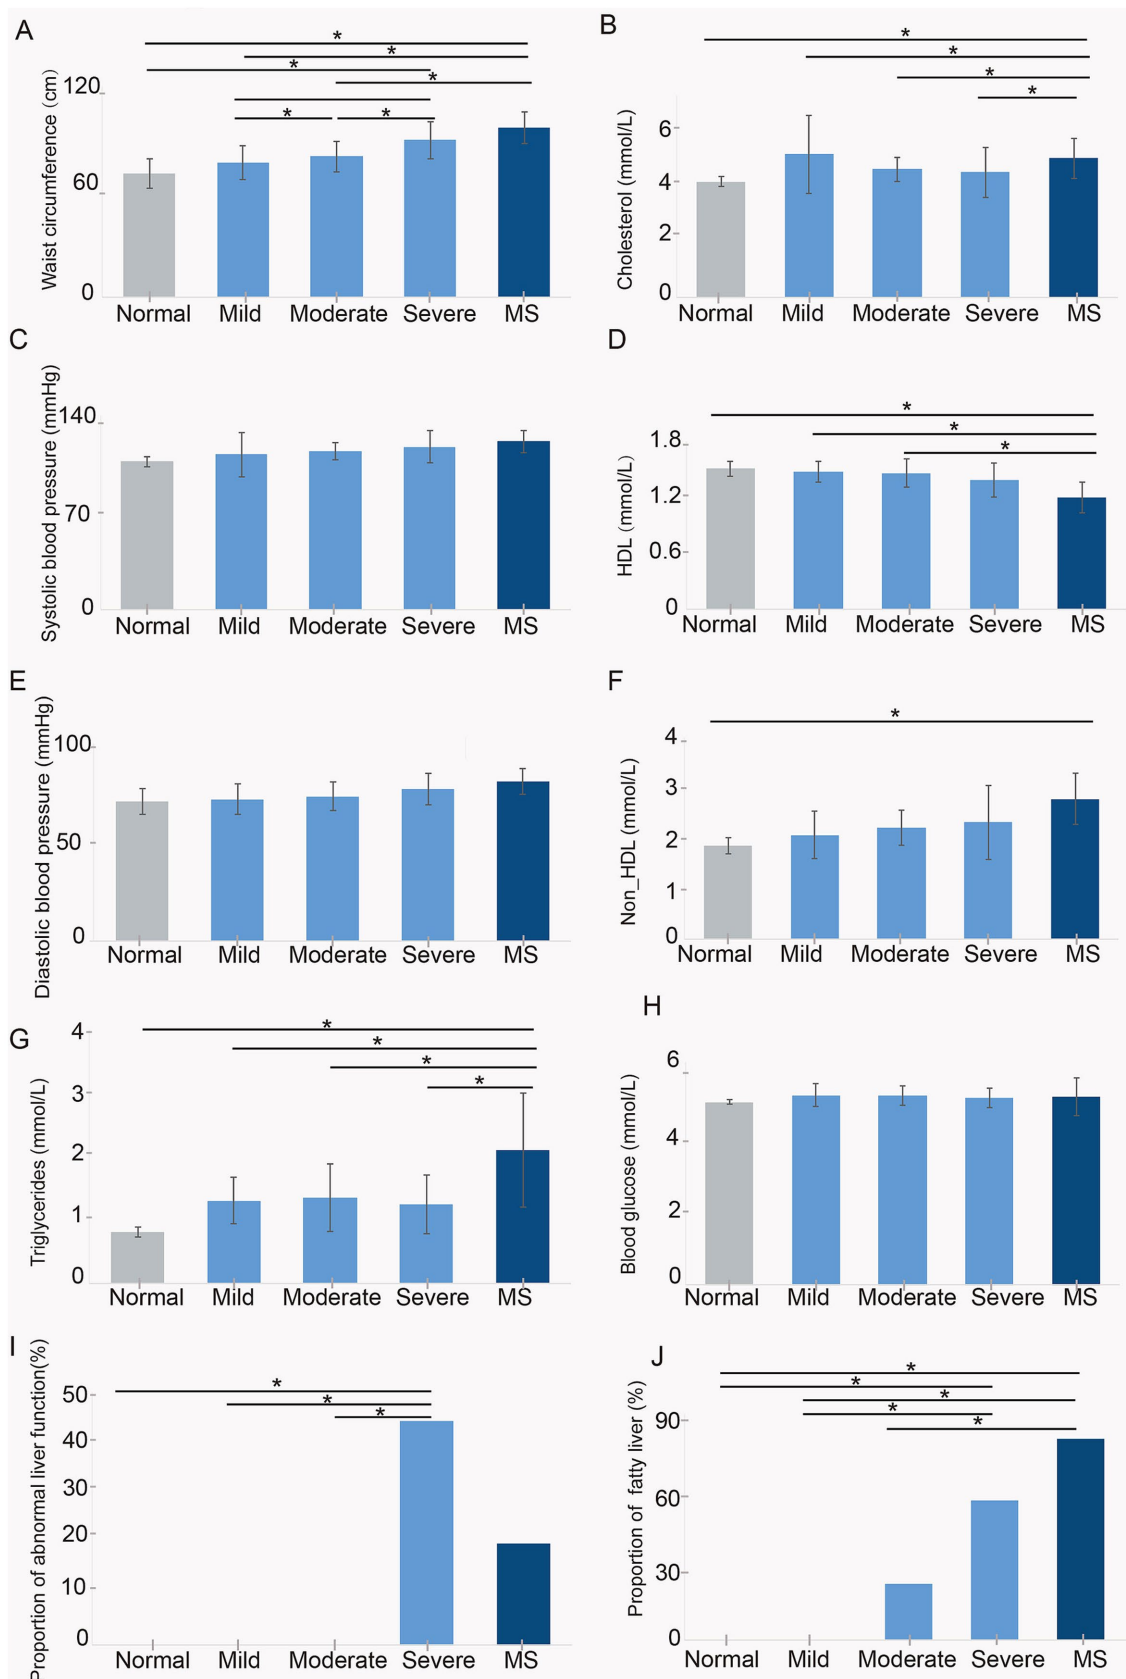 A
*
*
*
*
*
*
Waist circumference (cm)
120
60
0
Normal Mild Moderate Severe MS
B
*
*
*
*
Cholesterol (mmol/L)
6
4
2
0
Normal Mild Moderate Severe MS
C
Systolic blood pressure (mmHg)
140
70
0
Normal Mild Moderate Severe MS
D
*
*
*
HDL (mmol/L)
1.8
1.2
0.6
0
Normal Mild Moderate Severe MS
E
Diastolic blood pressure (mmHg)
100
50
0
Normal Mild Moderate Severe MS
F
*
Non_HDL (mmol/L)
4
3
2
1
0
Normal Mild Moderate Severe MS
G
*
*
*
*
Triglycerides (mmol/L)
4
3
2
1
0
Normal Mild Moderate Severe MS
H
Blood glucose (mmol/L)
6
4
2
0
Normal Mild Moderate Severe MS
I
*
*
*
Proportion of abnormal liver function(%)
50
40
30
20
10
0
Normal Mild Moderate Severe MS
J
*
*
*
*
*
Proportion of fatty liver (%)
90
60
30
0
Normal Mild Moderate Severe MS